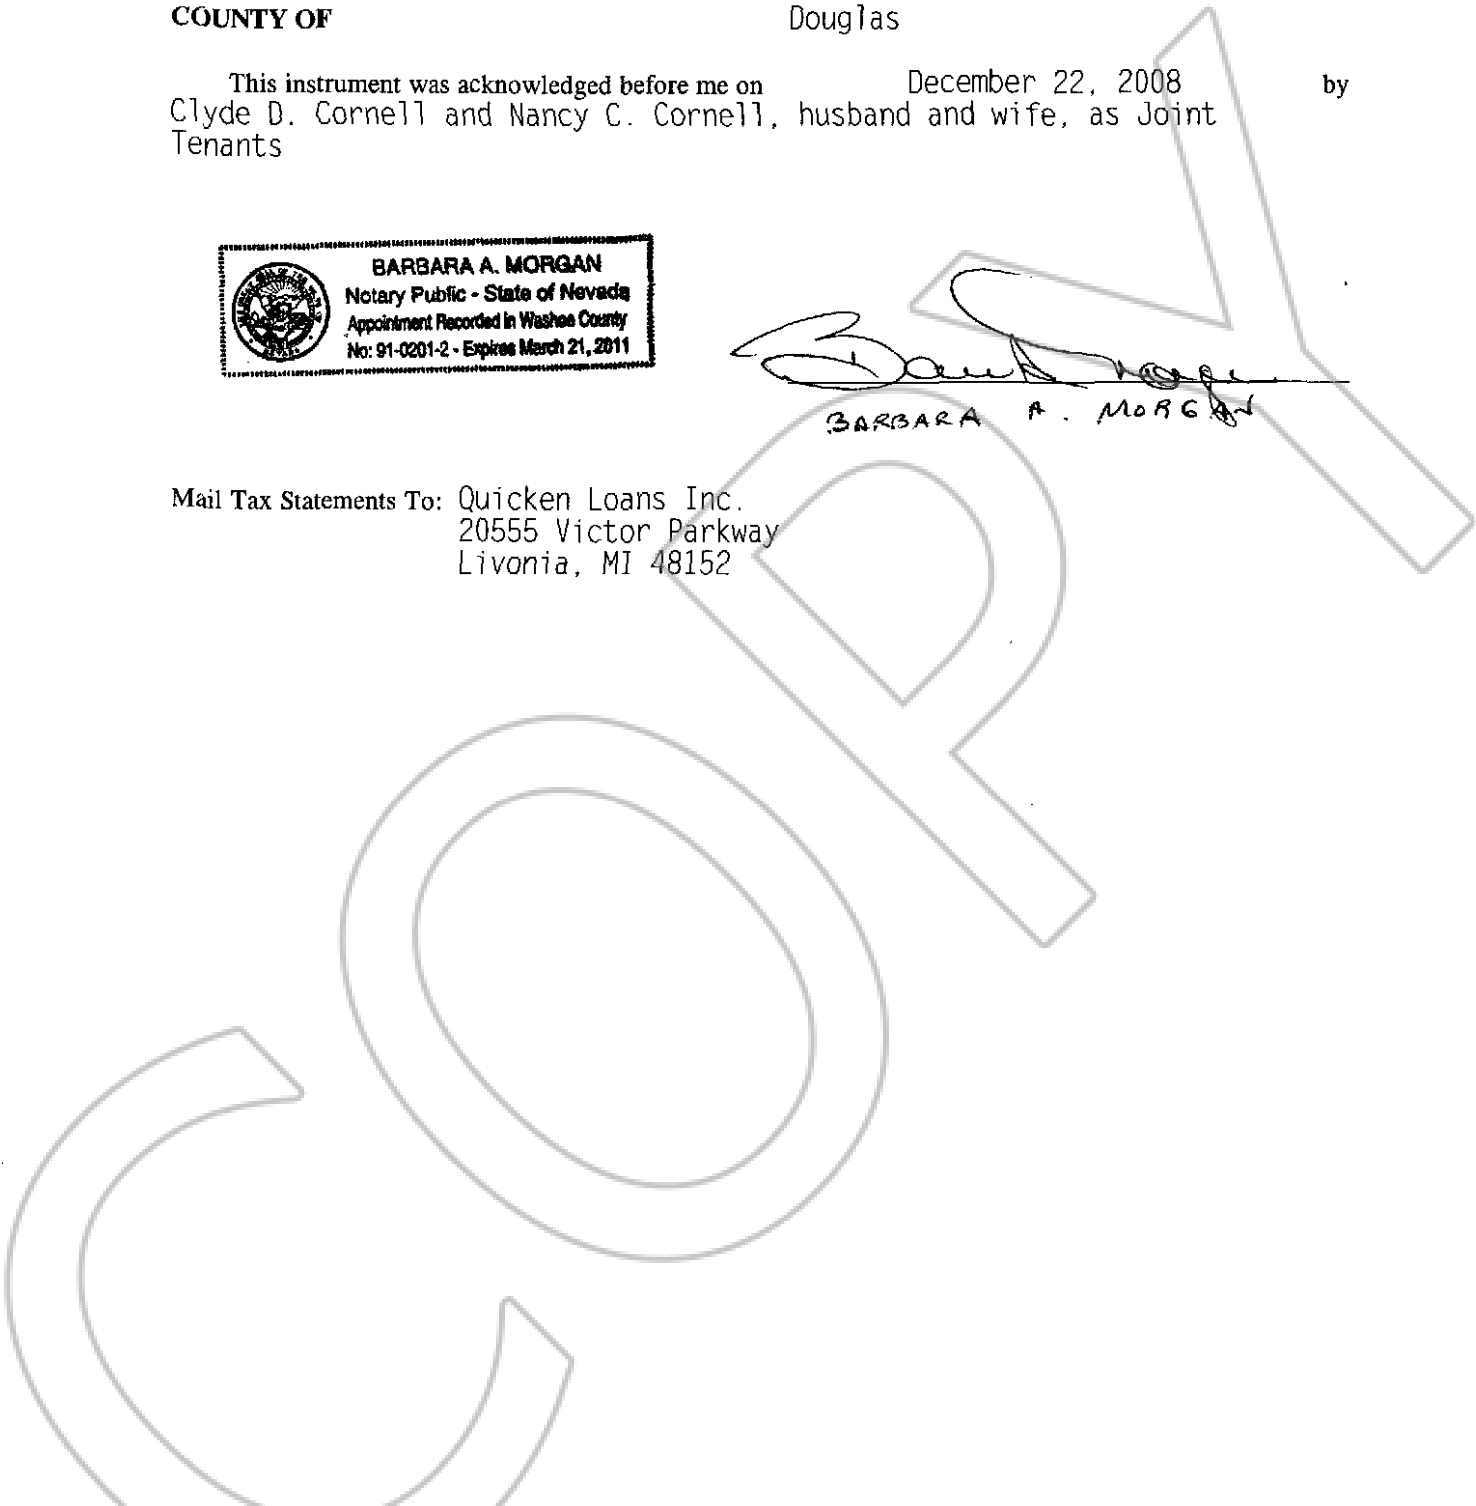 COUNTY OF Douglas
This instrument was acknowledged before me on December 22, 2008 by
Clyde D. Cornell and Nancy C. Cornell, husband and wife, as Joint
Tenants
BARBARA A. MORGAN
Notary Public - State of Nevada
Appointment Recorded in Washoe County
No: 91-0201-2 - Expires March 21, 2011
BARBARA A. MORGAN
Mail Tax Statements To: Quicken Loans Inc.
20555 Victor Parkway
Livonia, MI 48152
COPY